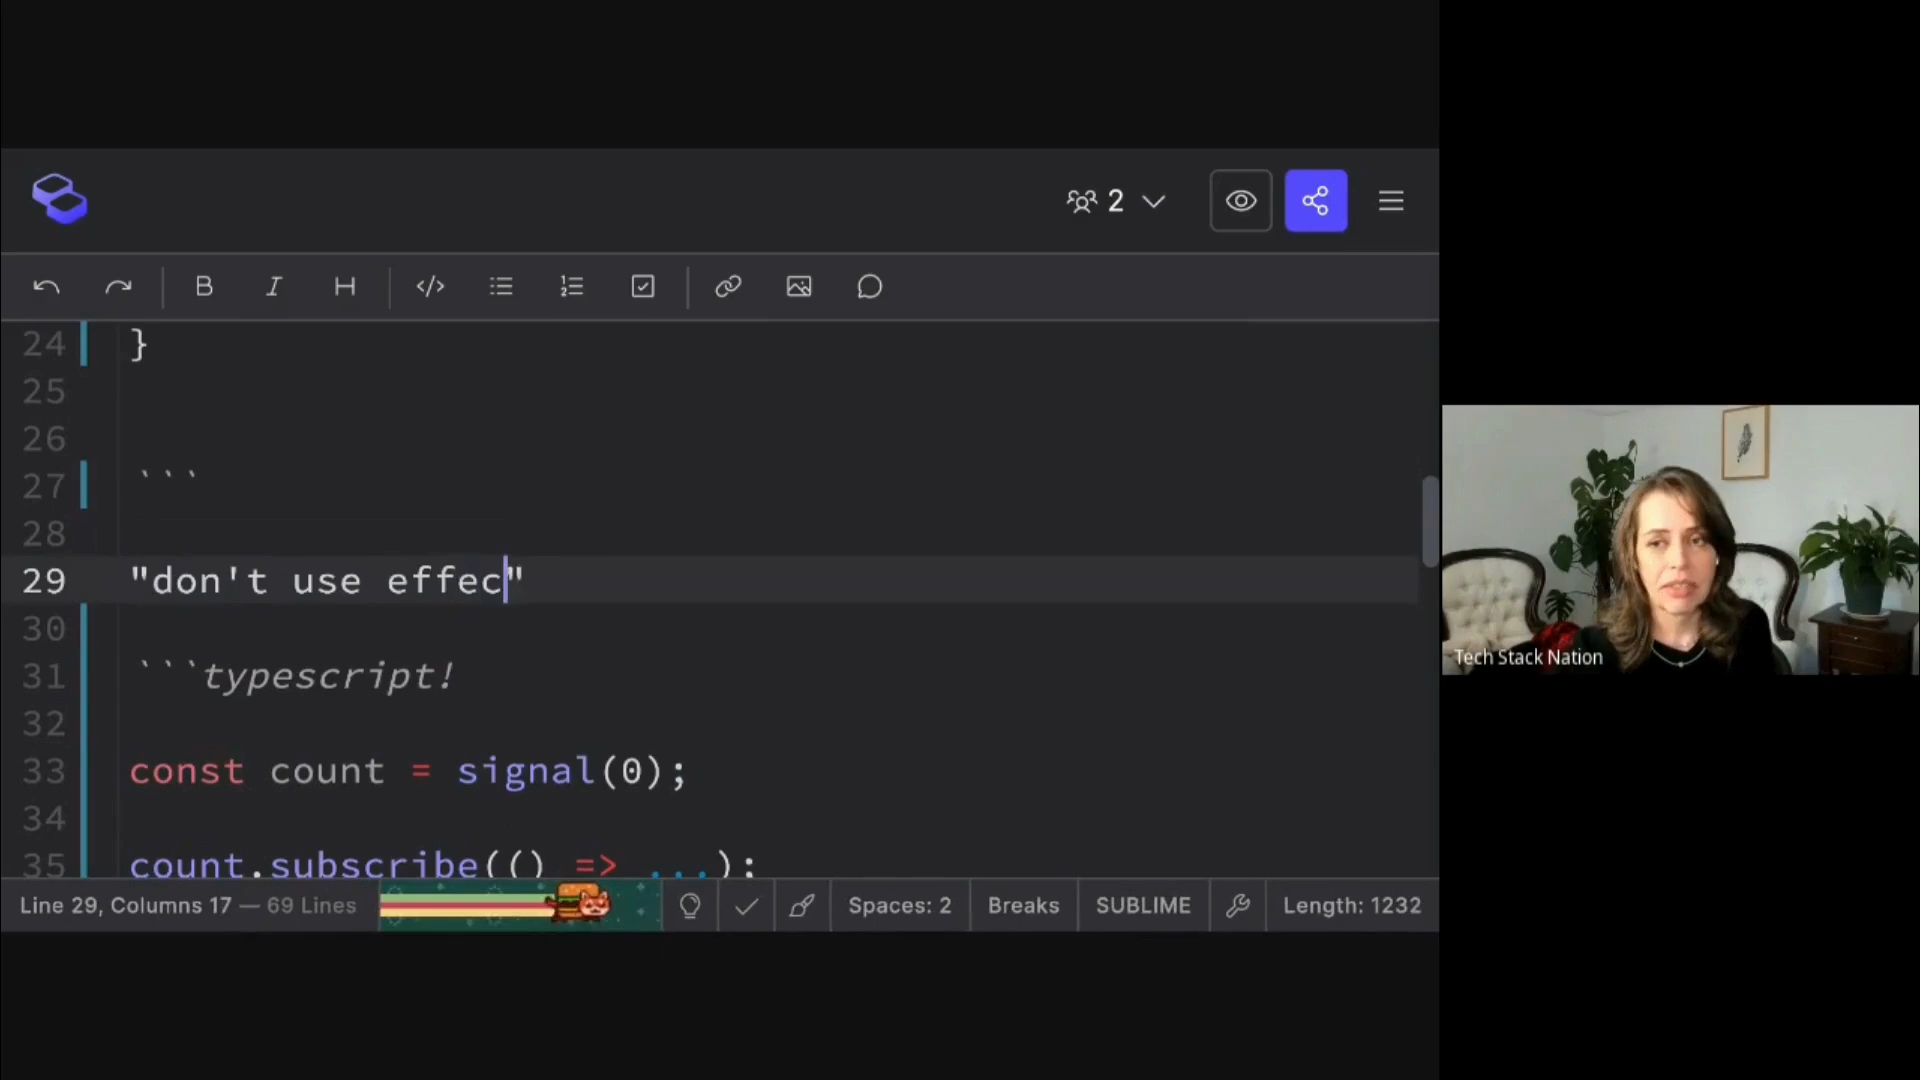 2
B I H </>
24 }
25
26
27 ```
28
29 "don't use effec"
30
31 ```typescript!
32
33 const count = signal(0);
34
35 count.subscribe(() => ...);
Line 29, Columns 17 — 69 Lines
Spaces: 2
Breaks
SUBLIME
Length: 1232
Tech Stack Nation